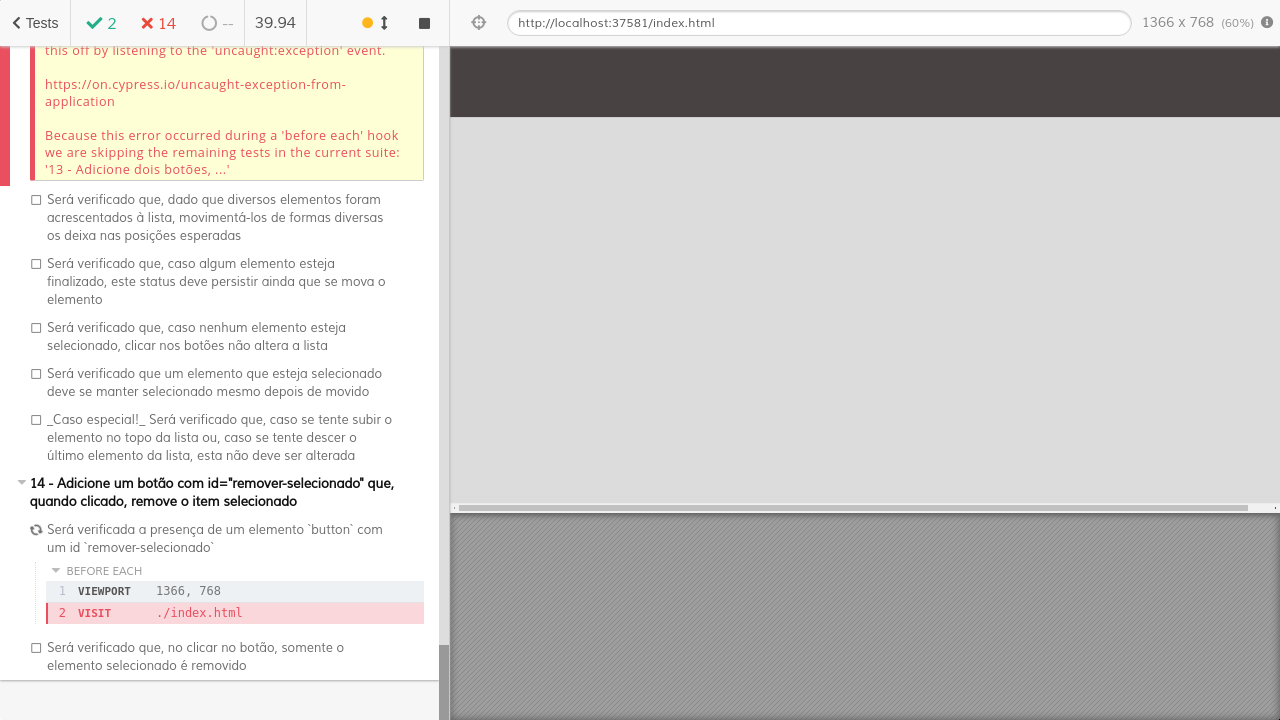 Tests 2 14 -- 39.94 http://localhost:37581/index.html 1366 x 768 (60%)
this off by listening to the 'uncaught:exception' event.
https://on.cypress.io/uncaught-exception-from-
application
Because this error occurred during a 'before each' hook
we are skipping the remaining tests in the current suite:
'13 - Adicione dois botões, ...'
Será verificado que, dado que diversos elementos foram
acrescentados à lista, movimentá-los de formas diversas
os deixa nas posições esperadas
Será verificado que, caso algum elemento esteja
finalizado, este status deve persistir ainda que se mova o
elemento
Será verificado que, caso nenhum elemento esteja
selecionado, clicar nos botões não altera a lista
Será verificado que um elemento que esteja selecionado
deve se manter selecionado mesmo depois de movido
_Caso especial!_ Será verificado que, caso se tente subir o
elemento no topo da lista ou, caso se tente descer o
último elemento da lista, esta não deve ser alterada
14 - Adicione um botão com id="remover-selecionado" que,
quando clicado, remove o item selecionado
Será verificada a presença de um elemento `button` com
um id `remover-selecionado`
BEFORE EACH
1 VIEWPORT 1366, 768
2 VISIT ./index.html
Será verificado que, no clicar no botão, somente o
elemento selecionado é removido